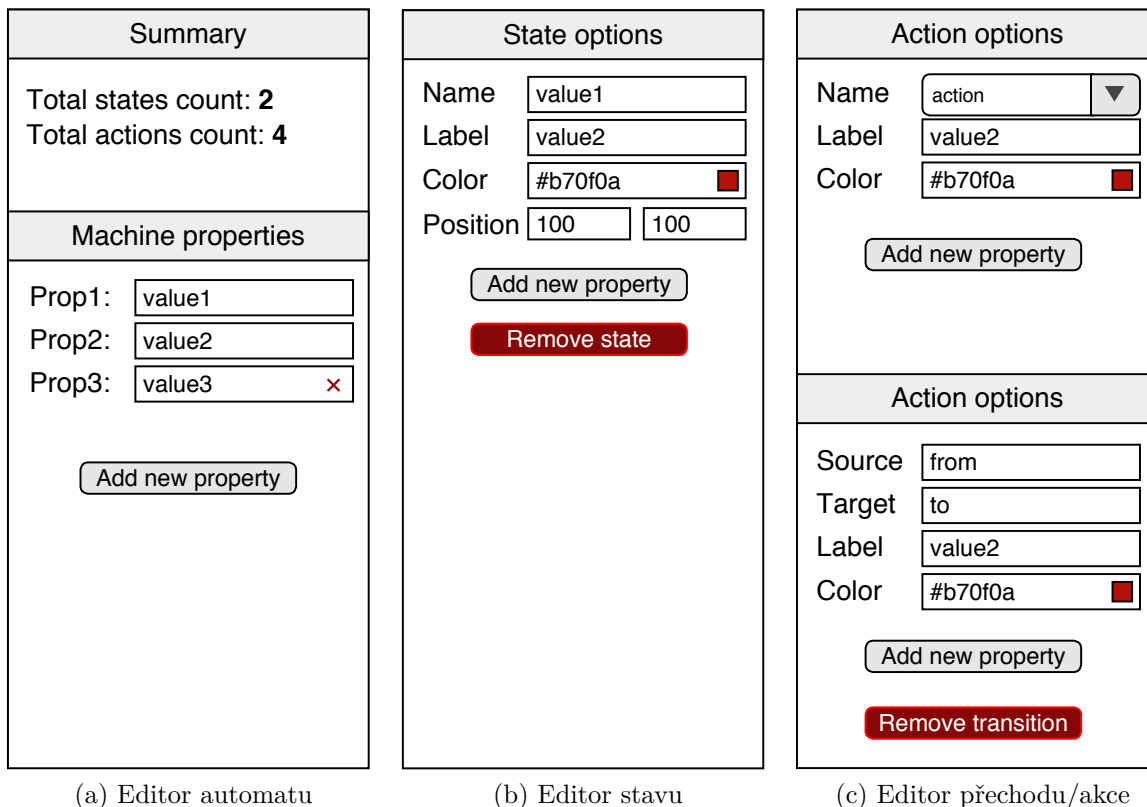 Summary
Total states count: 2
Total actions count: 4
Machine properties
Prop1: value1
Prop2: value2
Prop3: value3 ×
Add new property
(a) Editor automatu
State options
Name value1
Label value2
Color #b70f0a
Position 100 100
Add new property
Remove state
(b) Editor stavu
Action options
Name action
Label value2
Color #b70f0a
Add new property
Action options
Source from
Target to
Label value2
Color #b70f0a
Add new property
Remove transition
(c) Editor přechodu/akce